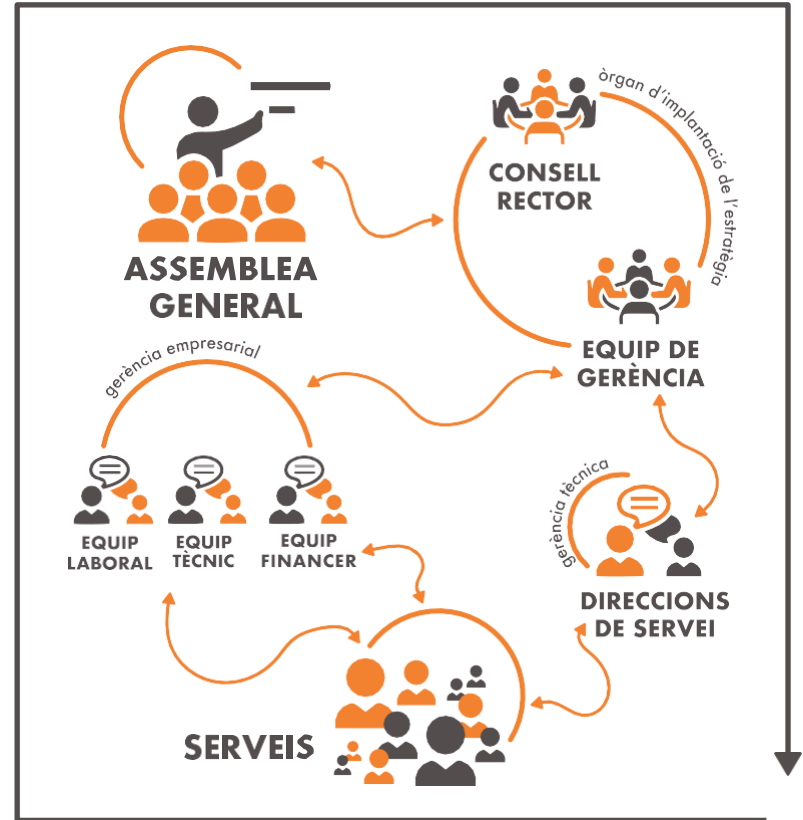 òrgan d'implantació de l'estratègia
CONSELL
RECTOR
ASSEMBLEA
GENERAL
EQUIP DE
GERÈNCIA
gerència empresarial
EQUIP
LABORAL
EQUIP
TÈCNIC
EQUIP
FINANCER
gerència tècnica
DIRECCIONS
DE SERVEI
SERVEIS